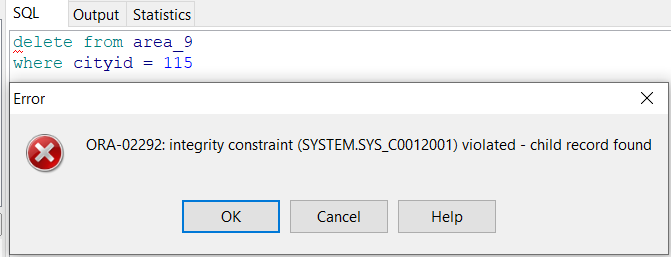 SQL Output Statistics
delete from area_9
where cityid = 115
Error
ORA-02292: integrity constraint (SYSTEM.SYS_C0012001) violated - child record found
OK Cancel Help